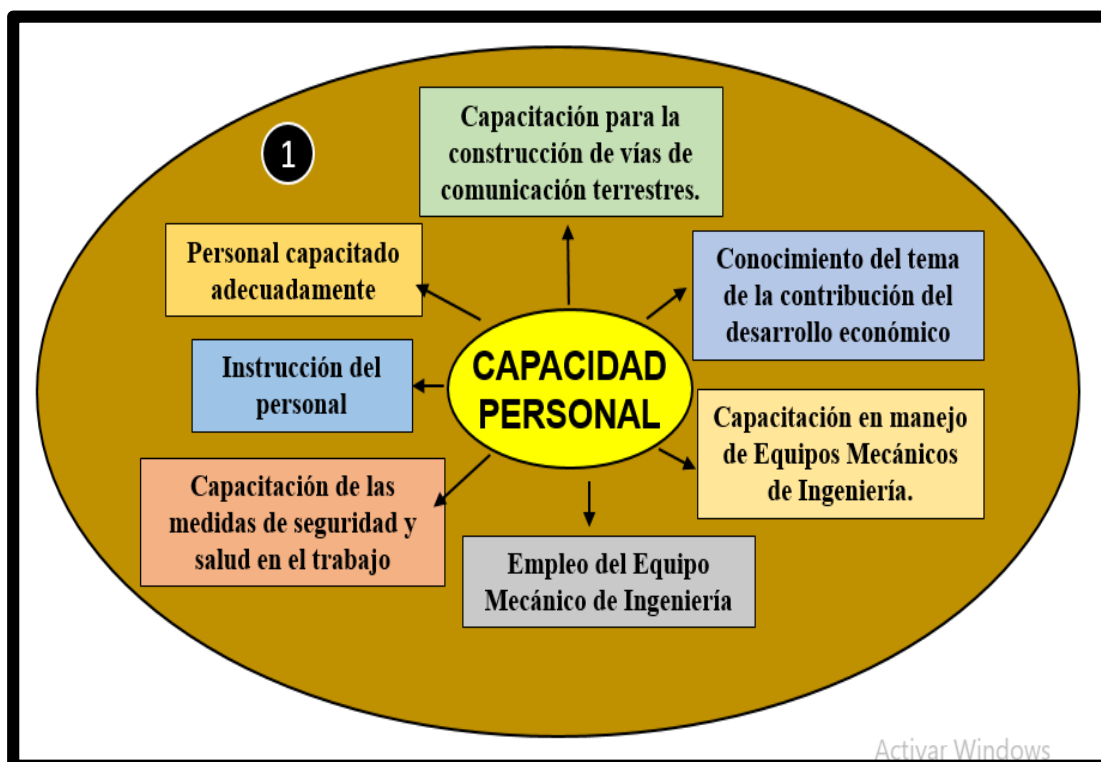 1
Capacitación para la
construcción de vías de
comunicación terrestres.
Personal capacitado
adecuadamente
Conocimiento del tema
de la contribución del
desarrollo económico
Instrucción del
personal
CAPACIDAD
PERSONAL
Capacitación en manejo
de Equipos Mecánicos
de Ingeniería.
Capacitación de las
medidas de seguridad y
salud en el trabajo
Empleo del Equipo
Mecánico de Ingeniería
Activar Windows